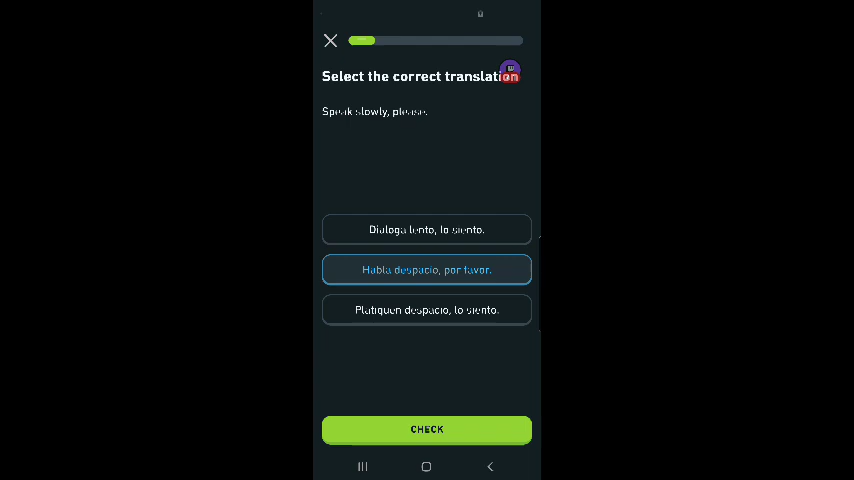 Select the correct translation
Speak slowly, please.
Dialoga lento, lo siento.
Habla despacio, por favor.
Platiquen despacio, lo siento.
CHECK